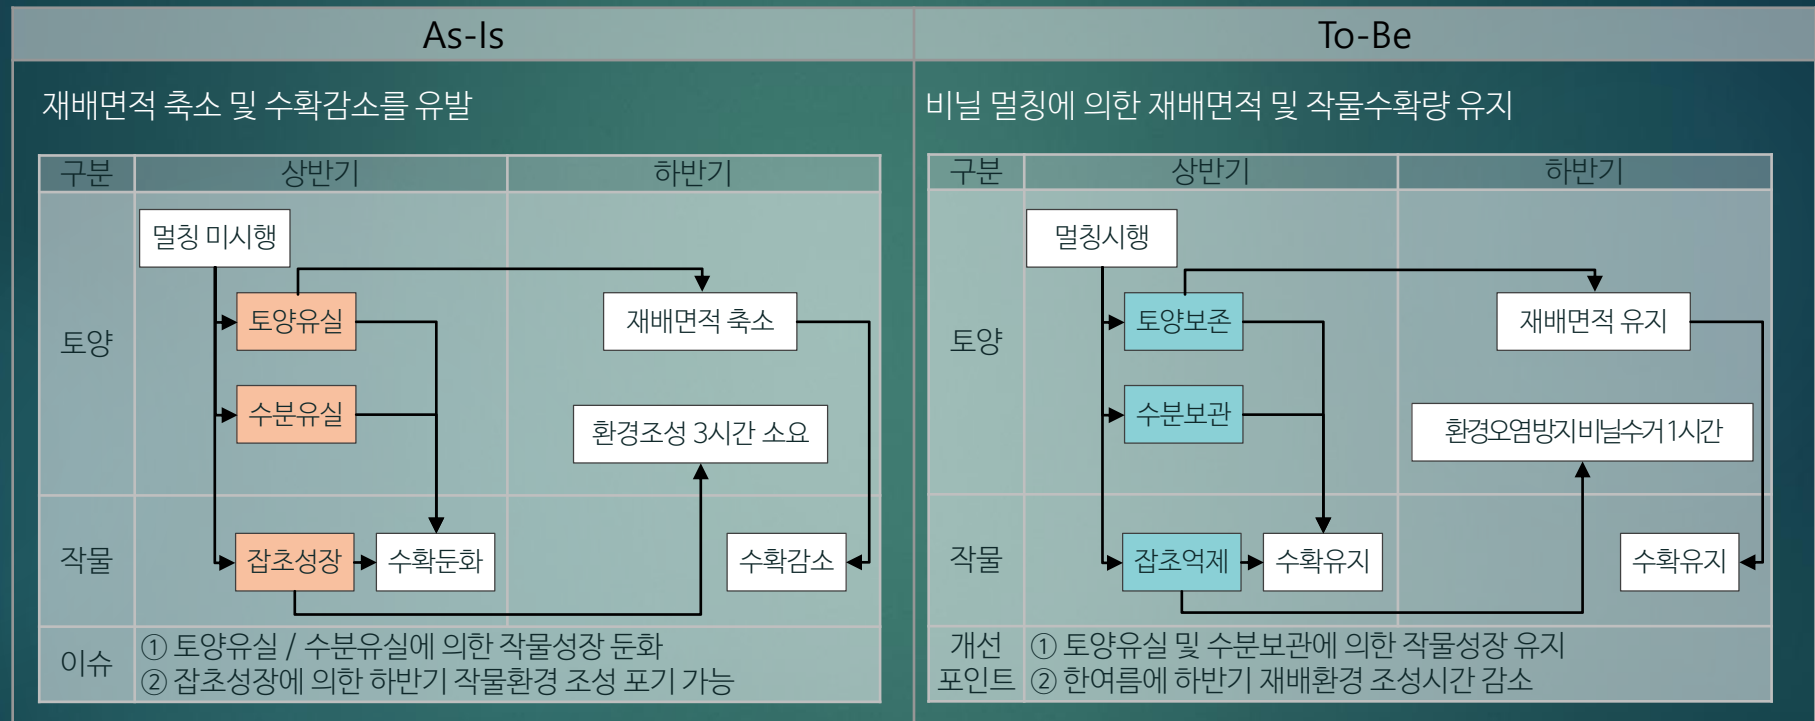 As-Is
재배면적 축소 및 수확감소를 유발
구분 상반기 하반기
토양
멀칭 미시행
토양유실
재배면적 축소
수분유실
환경조성 3시간 소요
작물
잡초성장
수확둔화
수확감소
이슈
① 토양유실 / 수분유실에 의한 작물성장 둔화
② 잡초성장에 의한 하반기 작물환경 조성 포기 가능
To-Be
비닐 멀칭에 의한 재배면적 및 작물수확량 유지
구분 상반기 하반기
토양
멀칭시행
토양보존
재배면적 유지
수분보관
환경오염방지 비닐수거 1시간
작물
잡초억제
수확유지
수확유지
개선
포인트
① 토양유실 및 수분보관에 의한 작물성장 유지
② 한여름에 하반기 재배환경 조성시간 감소